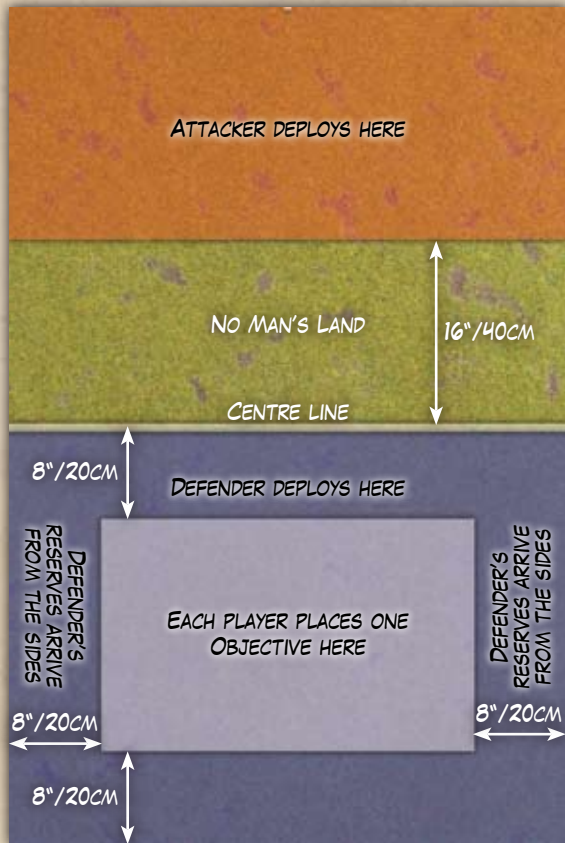 ATTACKER DEPLOYS HERE
NO MAN'S LAND
16"/40CM
CENTRE LINE
8"/20CM
DEFENDER DEPLOYS HERE
DEFENDER'S
RESERVES ARRIVE
FROM THE SIDES
EACH PLAYER PLACES ONE
OBJECTIVE HERE
DEFENDER'S
RESERVES ARRIVE
FROM THE SIDES
8"/20CM
8"/20CM
8"/20CM